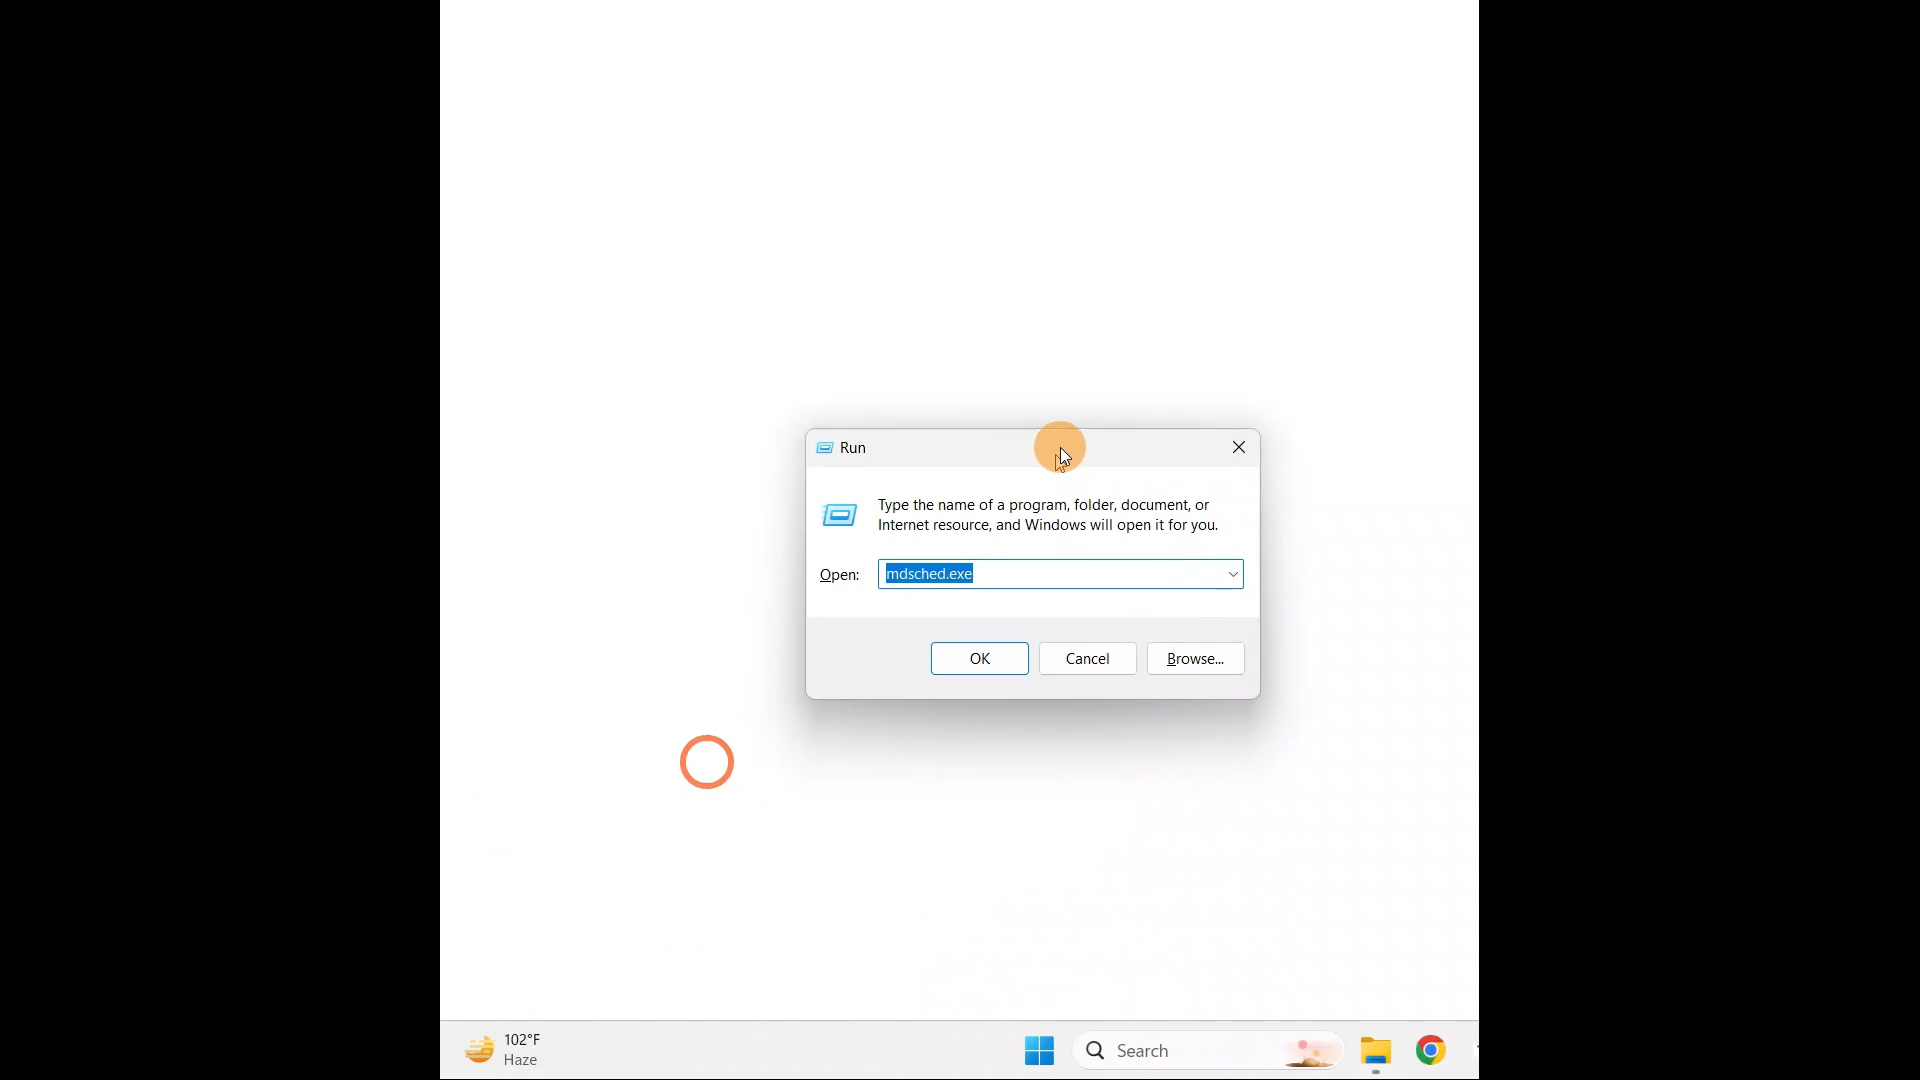 Run
Type the name of a program, folder, document, or
Internet resource, and Windows will open it for you.
Open: mdsched.exe
OK Cancel Browse...
102°F
Haze
Search